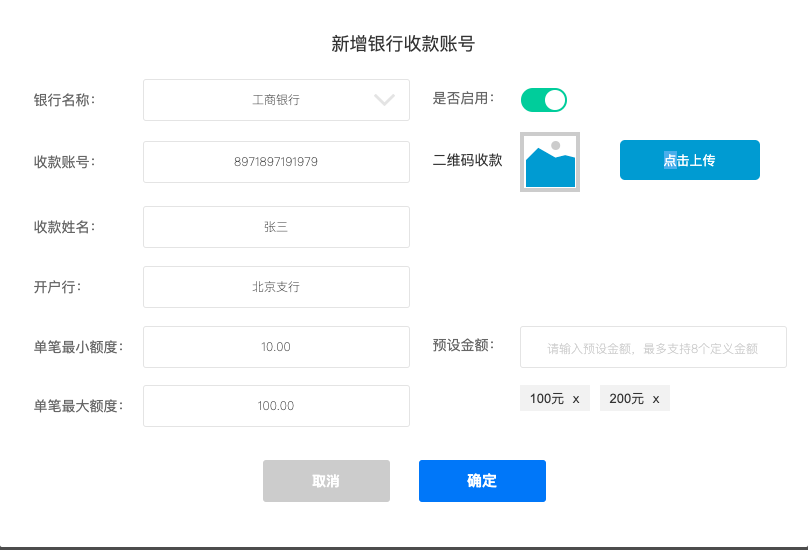 新增银行收款账号
银行名称：
工商银行
是否启用：
收款账号：
8971897191979
二维码收款
点击上传
收款姓名：
张三
开户行：
北京支行
单笔最小额度：
10.00
预设金额：
请输入预设金额，最多支持8个定义金额
单笔最大额度：
100.00
100元 x
200元 x
取消
确定